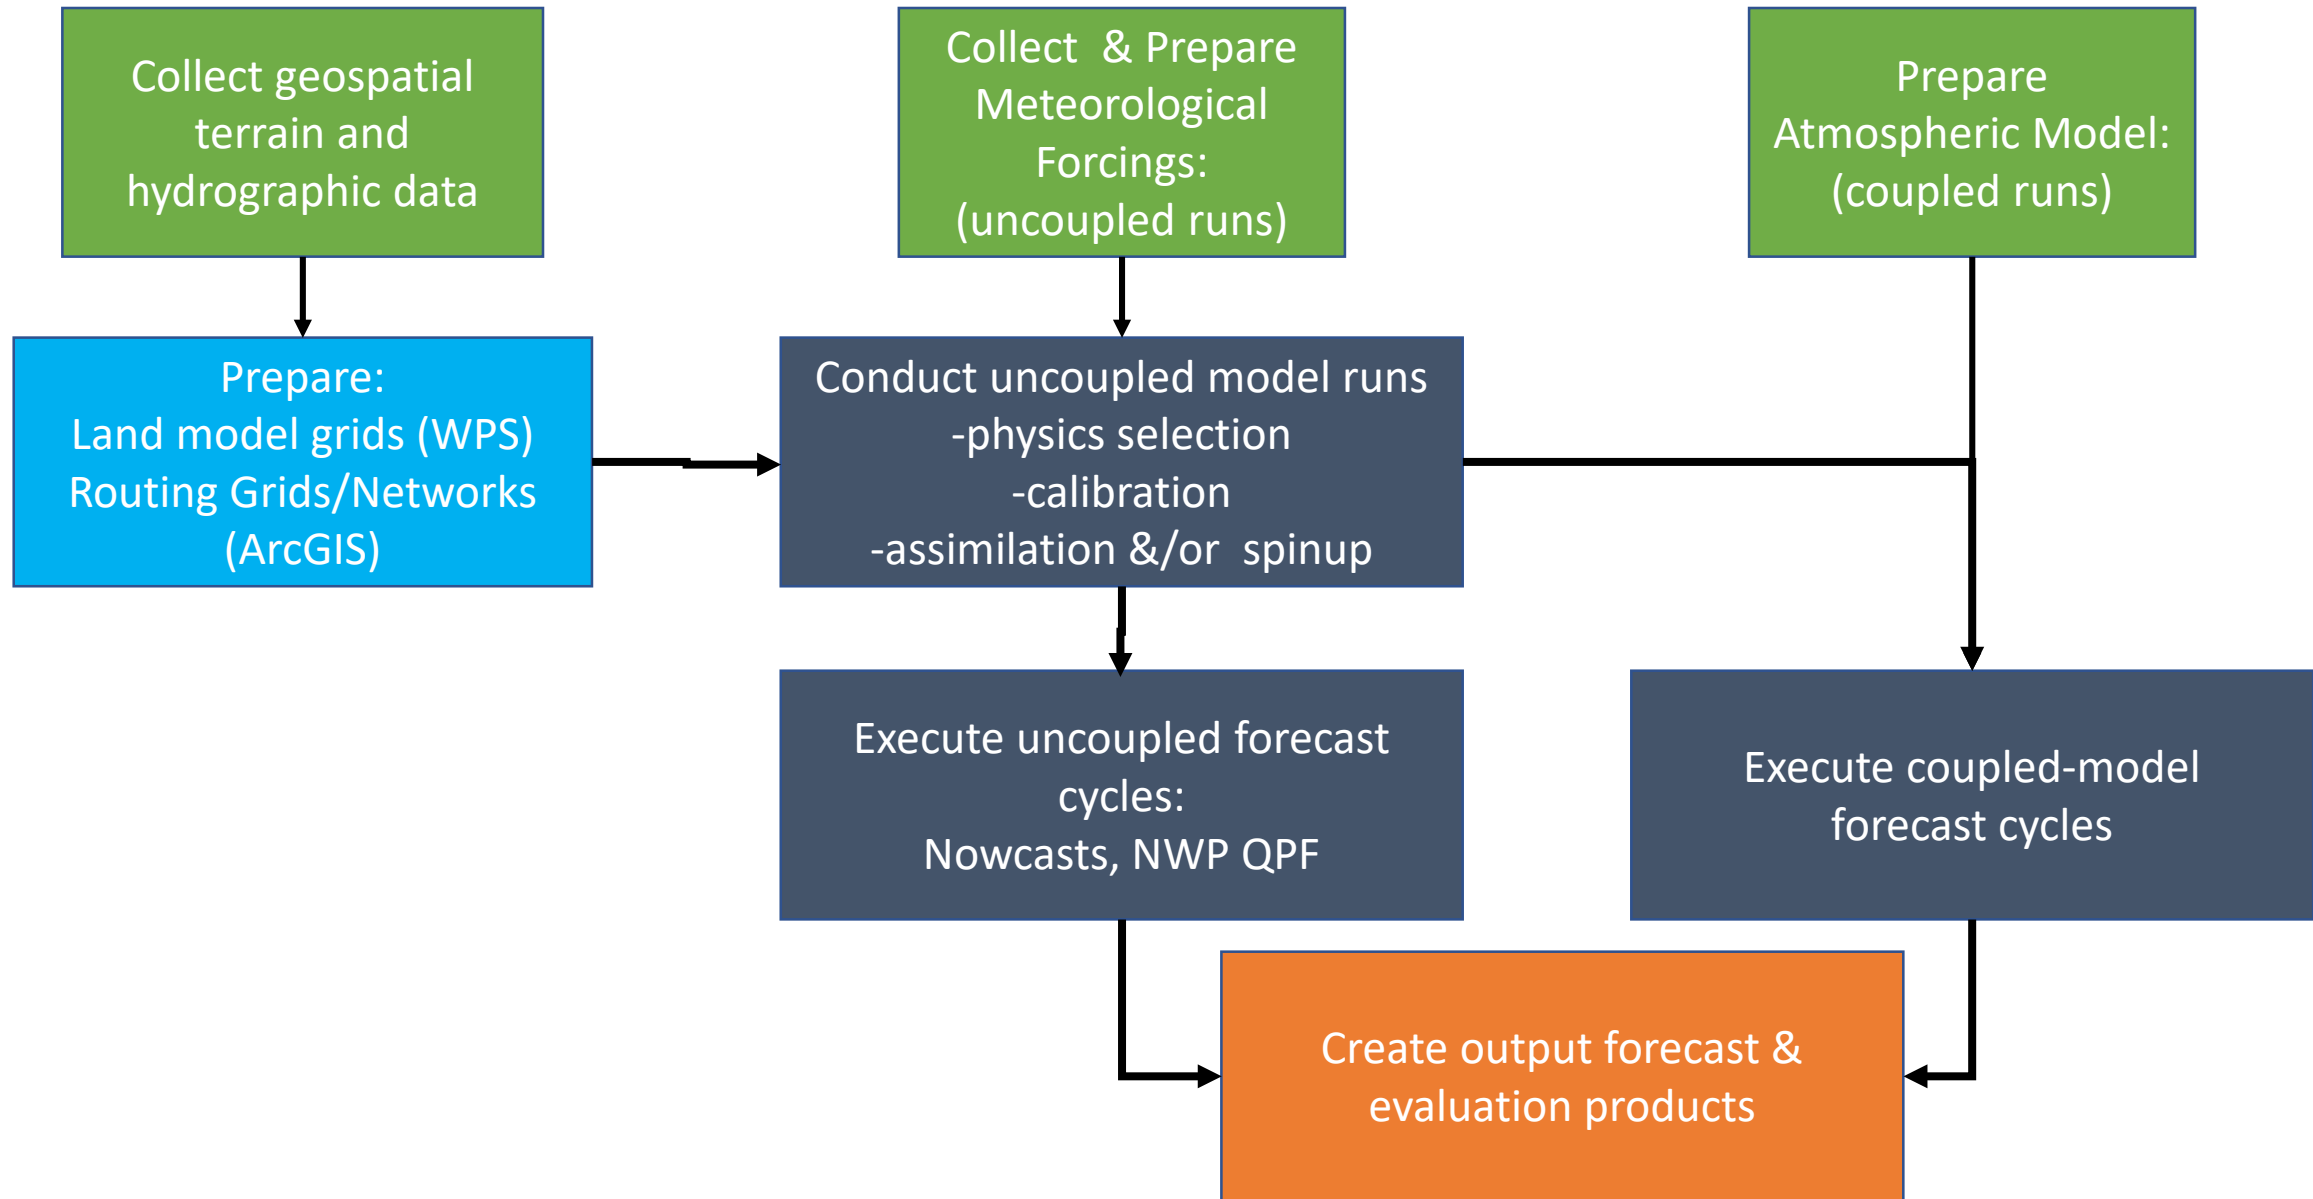 Collect geospatial
terrain and
hydrographic data
Collect  & Prepare
Meteorological
Forcings:
(uncoupled runs)
Prepare
Atmospheric Model:
(coupled runs)
Prepare:
Land model grids (WPS)
Routing Grids/Networks
(ArcGIS)
Conduct uncoupled model runs
-physics selection
-calibration
-assimilation &/or  spinup
Execute uncoupled forecast
cycles:
Nowcasts, NWP QPF
Execute coupled-model
forecast cycles
Create output forecast &
evaluation products